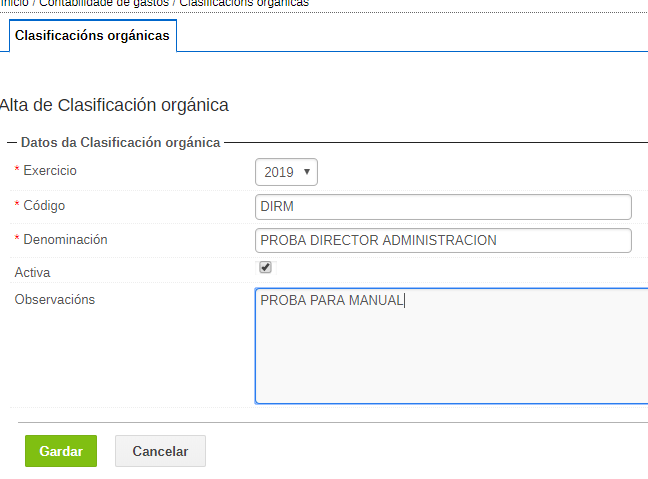 Inicio / Contabilidade de gastos / Clasificacións orgánicas
Clasificacións orgánicas
Alta de Clasificación orgánica
Datos da Clasificación orgánica
* Exercicio 2019
* Código DIRM
* Denominación PROBA DIRECTOR ADMINISTRACION
Activa
Observacións PROBA PARA MANUAL
Gardar Cancelar